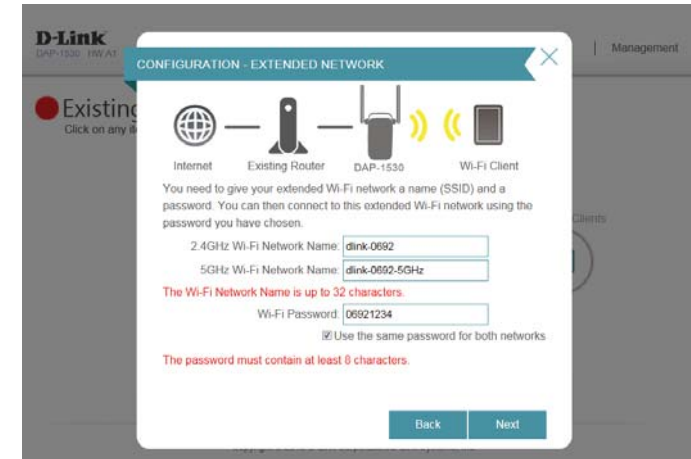 D-Link
DAP-1530 HW:A1
Management
CONFIGURATION - EXTENDED NETWORK
Existing
Click on any
Internet Existing Router DAP-1530 Wi-Fi Client
You need to give your extended Wi-Fi network a name (SSID) and a
password. You can then connect to this extended Wi-Fi network using the
password you have chosen.
Clients
2.4GHz Wi-Fi Network Name: dlink-0692
5GHz Wi-Fi Network Name: dlink-0692-5GHz
The Wi-Fi Network Name is up to 32 characters.
Wi-Fi Password: 06921234
Use the same password for both networks
The password must contain at least 8 characters.
Back Next